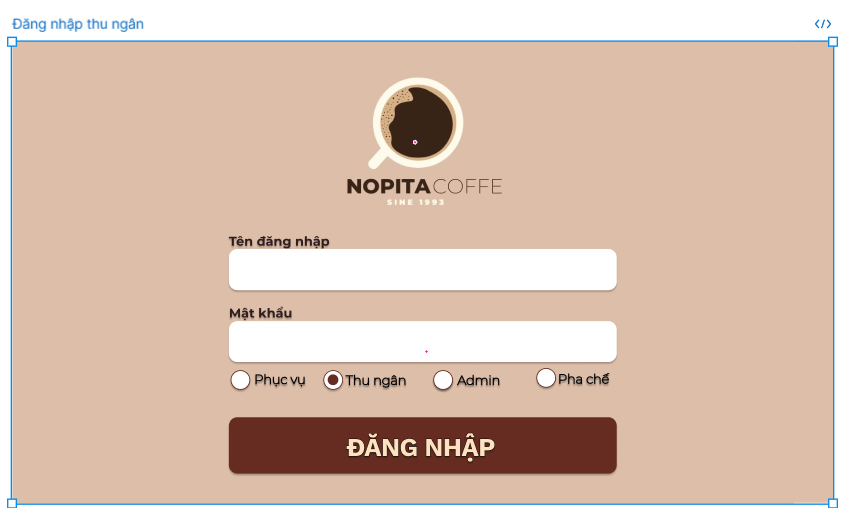 Đăng nhập thu ngân
</>
NOPITA COFFE
SINE 1993
Tên đăng nhập
Mật khẩu
Phục vụ Thu ngân Admin Pha chế
ĐĂNG NHẬP